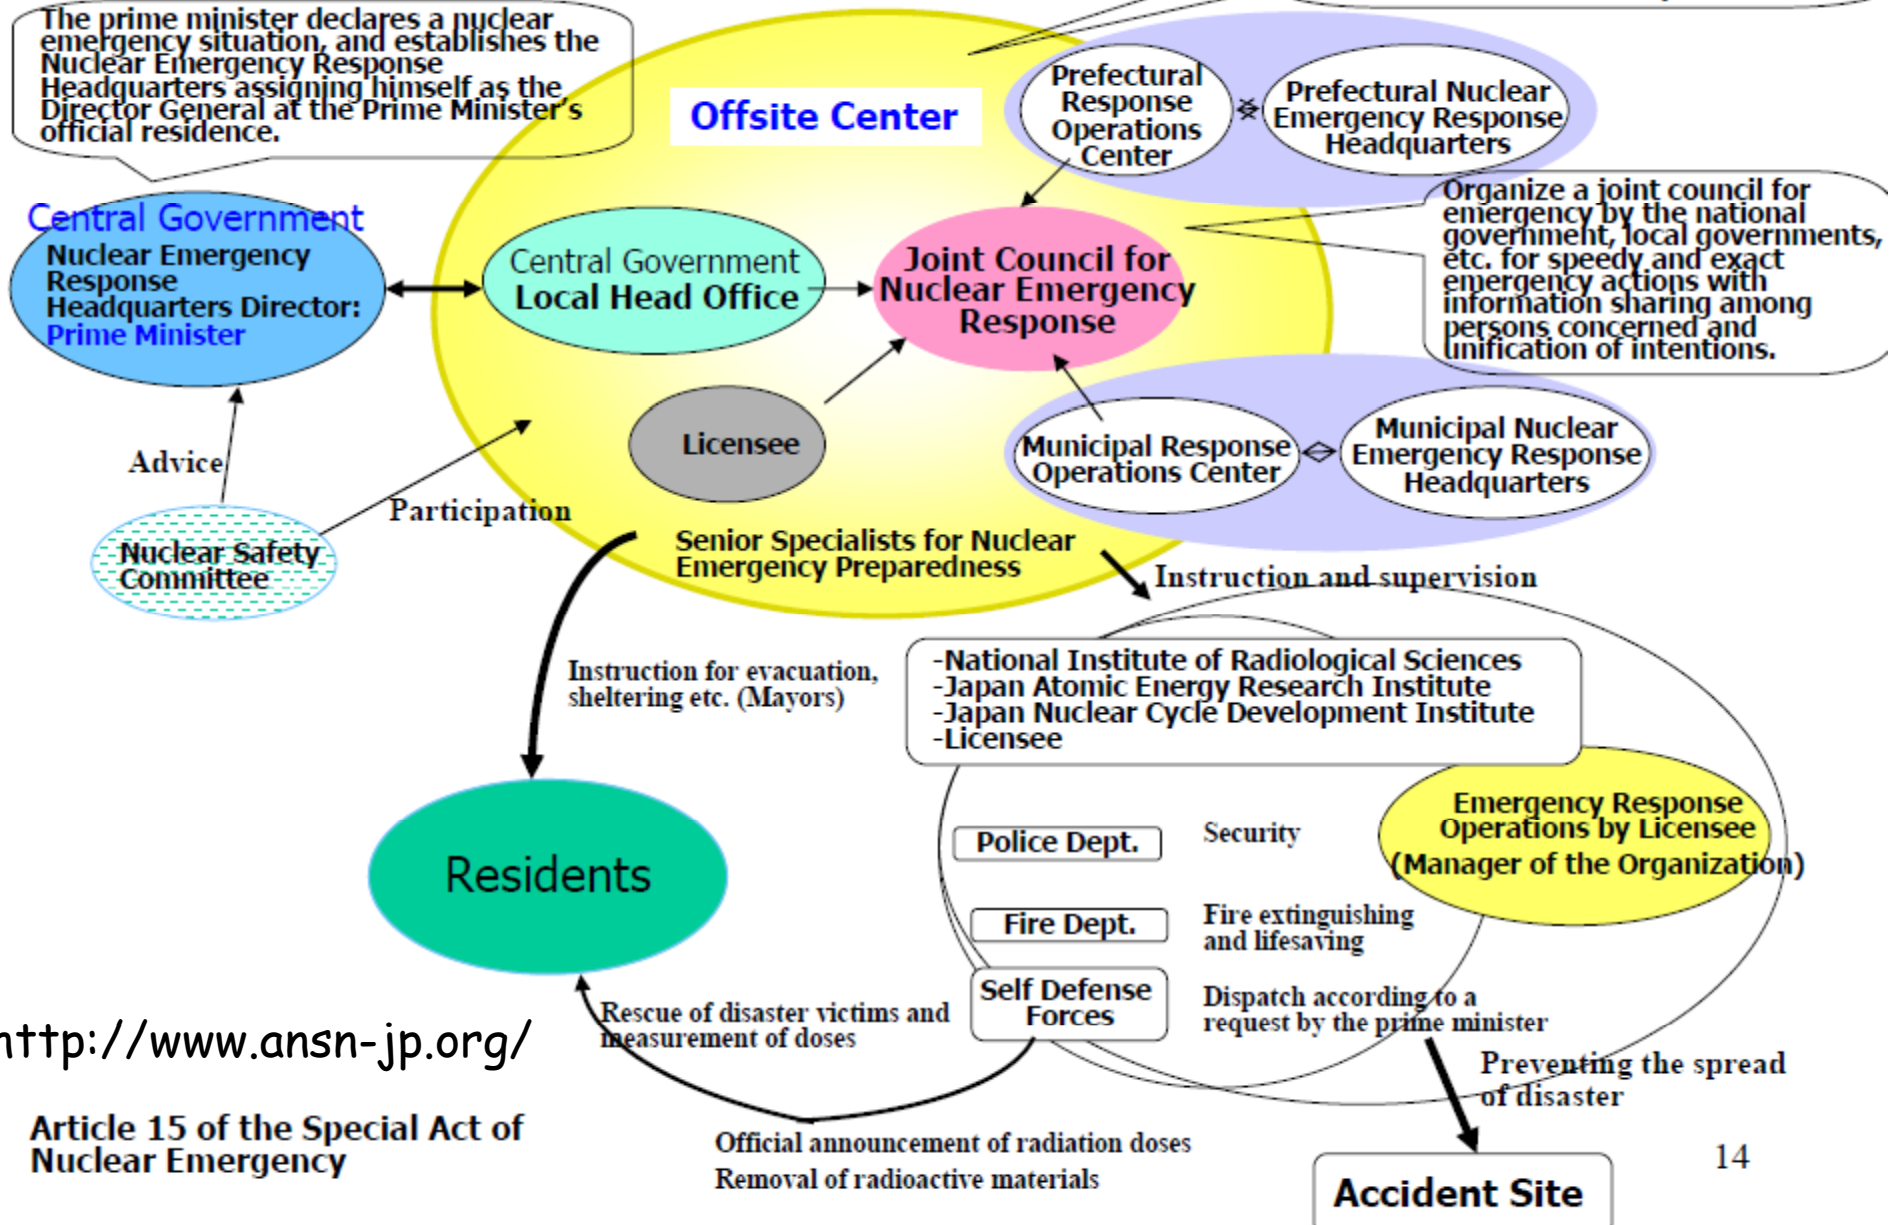 The prime minister declares a nuclear
emergency situation, and establishes the
Nuclear Emergency Response
Headquarters assigning himself as the
Director General at the Prime Minister's
official residence.
Offsite Center
Prefectural
Response
Operations
Center
Prefectural Nuclear
Emergency Response
Headquarters
Organize a joint council for
emergency by the national
government, local governments,
etc. for speedy and exact
emergency actions with
information sharing among
persons concerned and
unification of intentions.
Central Government
Nuclear Emergency
Response
Headquarters Director:
Prime Minister
Central Government
Local Head Office
Joint Council for
Nuclear Emergency
Response
Licensee
Municipal Response
Operations Center
Municipal Nuclear
Emergency Response
Headquarters
Advice
Participation
Nuclear Safety
Committee
Senior Specialists for Nuclear
Emergency Preparedness
Instruction and supervision
Instruction for evacuation,
sheltering etc. (Mayors)
-National Institute of Radiological Sciences
-Japan Atomic Energy Research Institute
-Japan Nuclear Cycle Development Institute
-Licensee
Emergency Response
Operations by Licensee
(Manager of the Organization)
Police Dept.
Security
Residents
Fire Dept.
Fire extinguishing
and lifesaving
Self Defense
Forces
Dispatch according to a
request by the prime minister
Rescue of disaster victims and
measurement of doses
http://www.ansn-jp.org/
Preventing the spread
of disaster
Article 15 of the Special Act of
Nuclear Emergency
Official announcement of radiation doses
Removal of radioactive materials
14
Accident Site